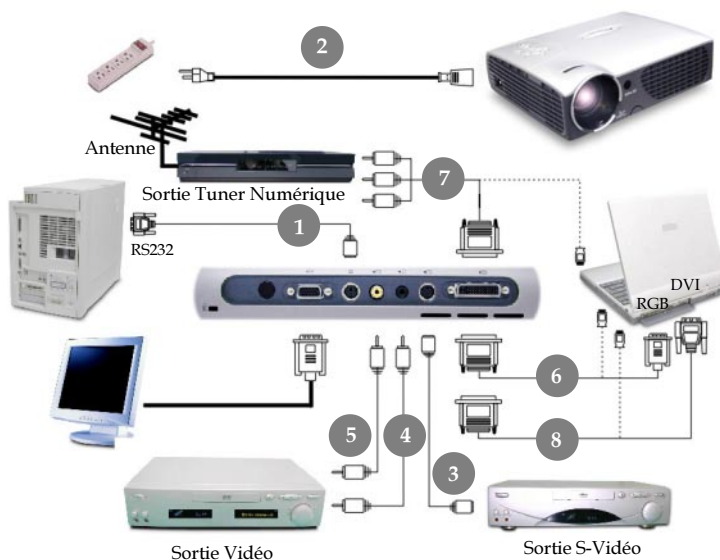 2
Antenne
Sortie Tuner Numérique
7
1
RS232
DVI
RGB
6
5
4
8
3
Sortie Vidéo
Sortie S-Vidéo